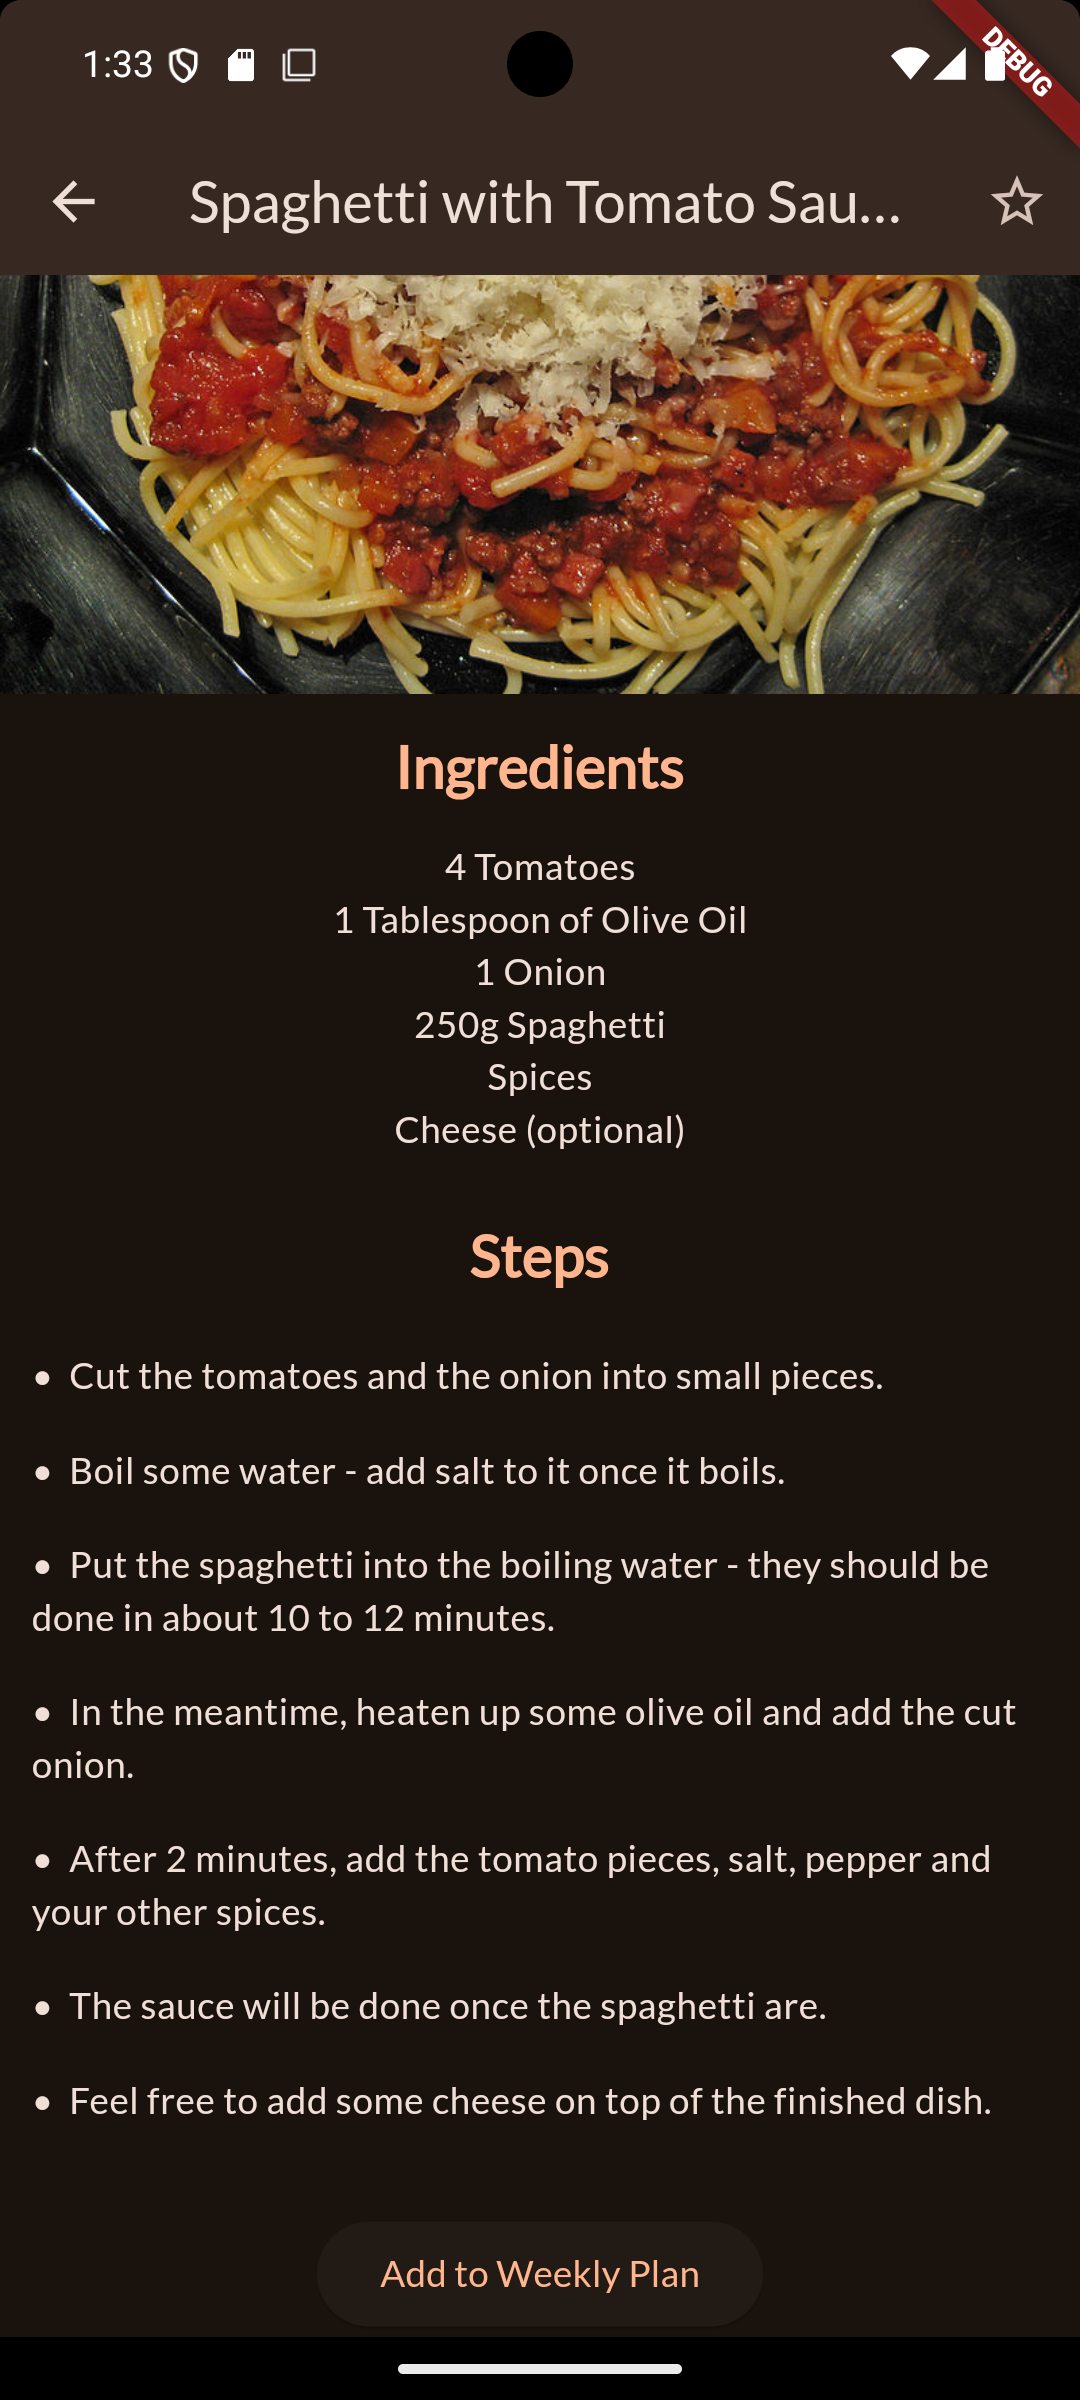 1:33
DEBUG
Spaghetti with Tomato Sau...
Ingredients
4 Tomatoes
1 Tablespoon of Olive Oil
1 Onion
250g Spaghetti
Spices
Cheese (optional)
Steps
• Cut the tomatoes and the onion into small pieces.
• Boil some water - add salt to it once it boils.
• Put the spaghetti into the boiling water - they should be
done in about 10 to 12 minutes.
• In the meantime, heaten up some olive oil and add the cut
onion.
• After 2 minutes, add the tomato pieces, salt, pepper and
your other spices.
• The sauce will be done once the spaghetti are.
• Feel free to add some cheese on top of the finished dish.
Add to Weekly Plan